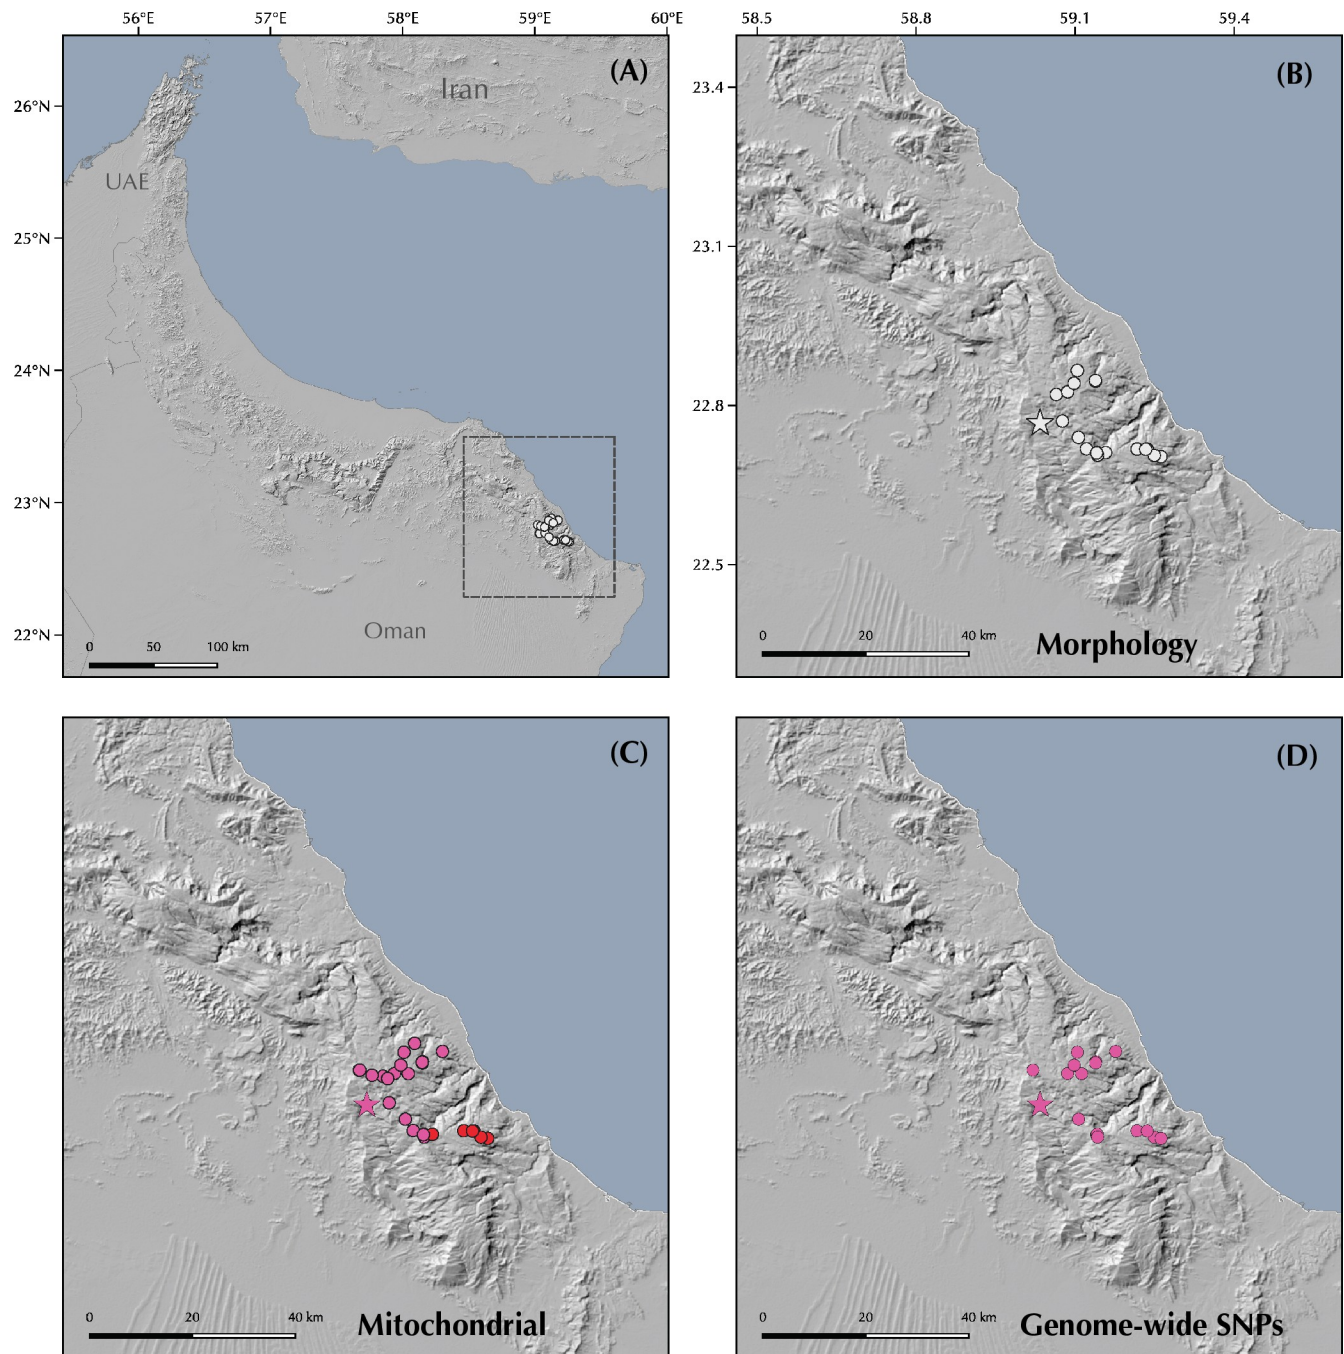 56°E 57°E 58°E 59°E 60°E
58.5 58.8 59.1 59.4
(A)
(B)
Iran
26°N
23.4
UAE
25°N
23.1
24°N
22.8
23°N
22.5
22°N
Oman
0 50 100 km
0 20 40 km
Morphology
(C)
(D)
0 20 40 km
Mitochondrial
0 20 40 km
Genome-wide SNPs